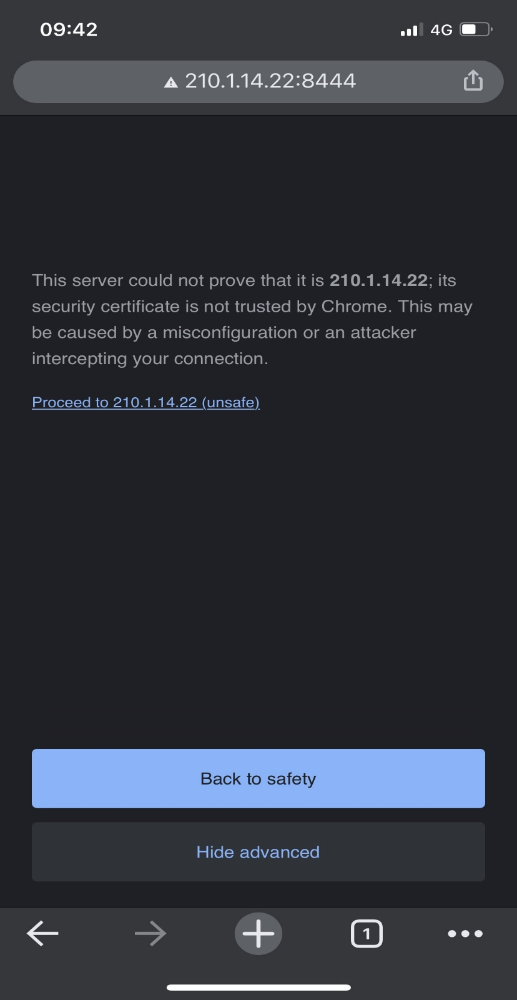 09:42
4G
210.1.14.22:8444
This server could not prove that it is 210.1.14.22; its
security certificate is not trusted by Chrome. This may
be caused by a misconfiguration or an attacker
intercepting your connection.
Proceed to 210.1.14.22 (unsafe)
Back to safety
Hide advanced
1